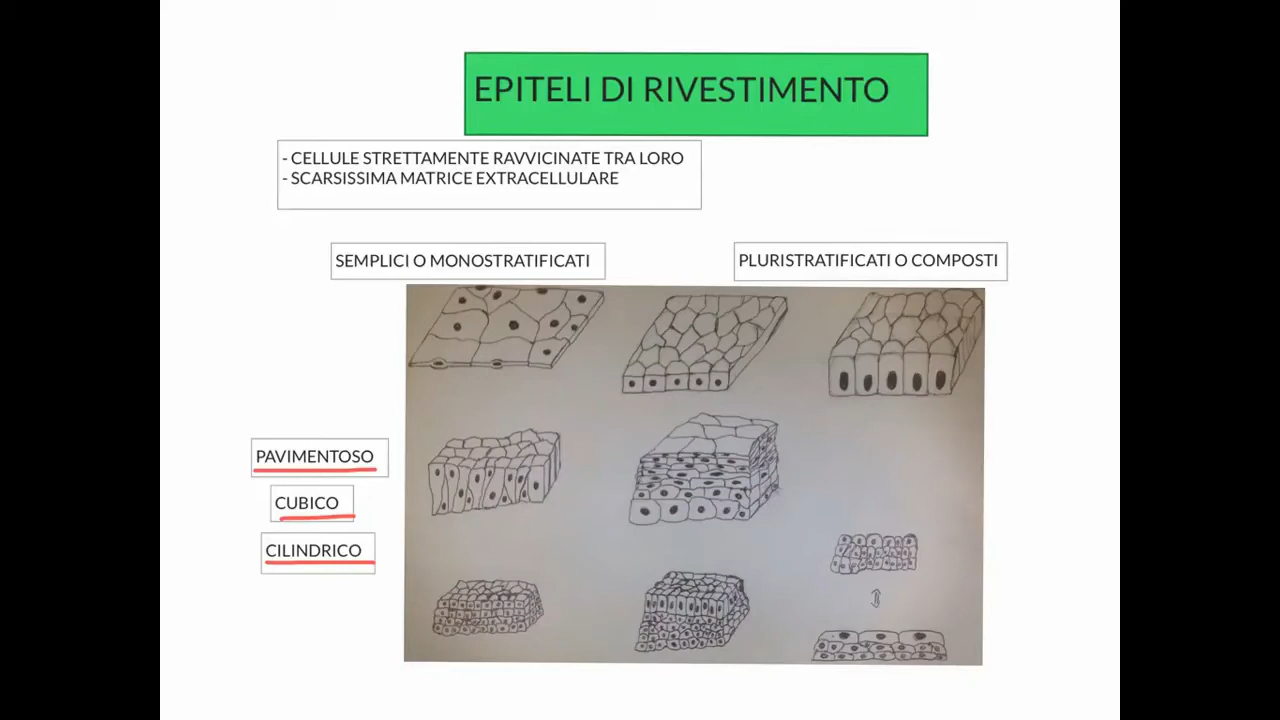 EPITELI DI RIVESTIMENTO
- CELLULE STRETTAMENTE RAVVICINATE TRA LORO
- SCARSISSIMA MATRICE EXTRACELLULARE
SEMPLICI O MONOSTRATIFICATI
PLURISTRATIFICATI O COMPOSTI
PAVIMENTOSO
CUBICO
CILINDRICO